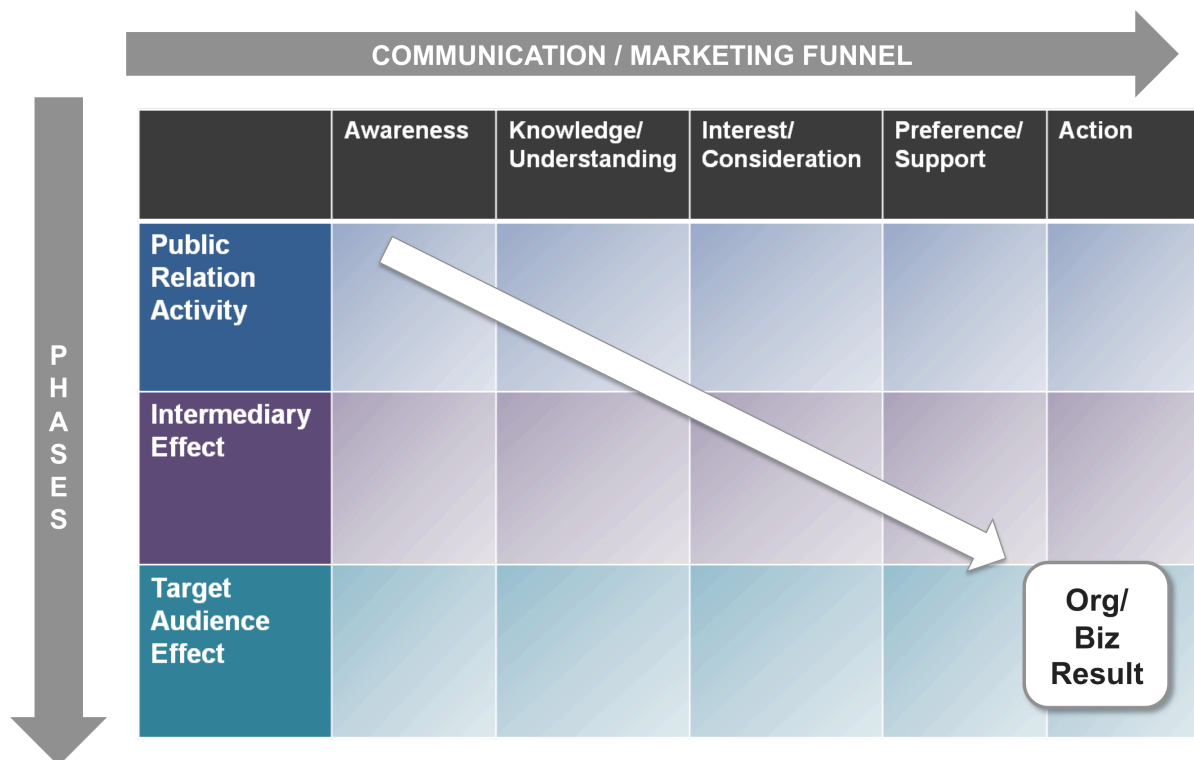 COMMUNICATION / MARKETING FUNNEL
Awareness
Knowledge/
Understanding
Interest/
Consideration
Preference/
Support
Action
PHASES
Public
Relation
Activity
Intermediary
Effect
Target
Audience
Effect
Org/
Biz
Result